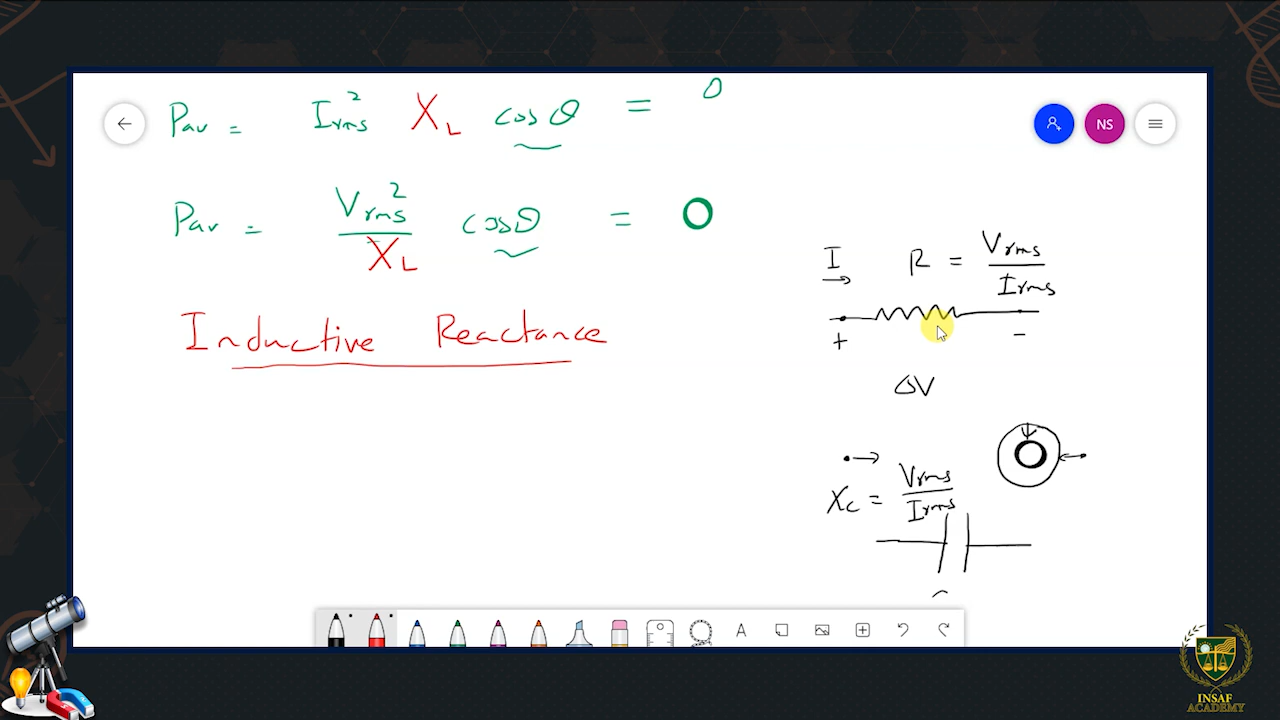 Pav = Irms² XL cos θ = 0
Pav = Vrms² / XL cosθ = 0
Inductive Reactance
NS
I → R = Vrms / Irms
+ -
ΔV
Xc = Vrms / Irms
A
INSAF
ACADEMY